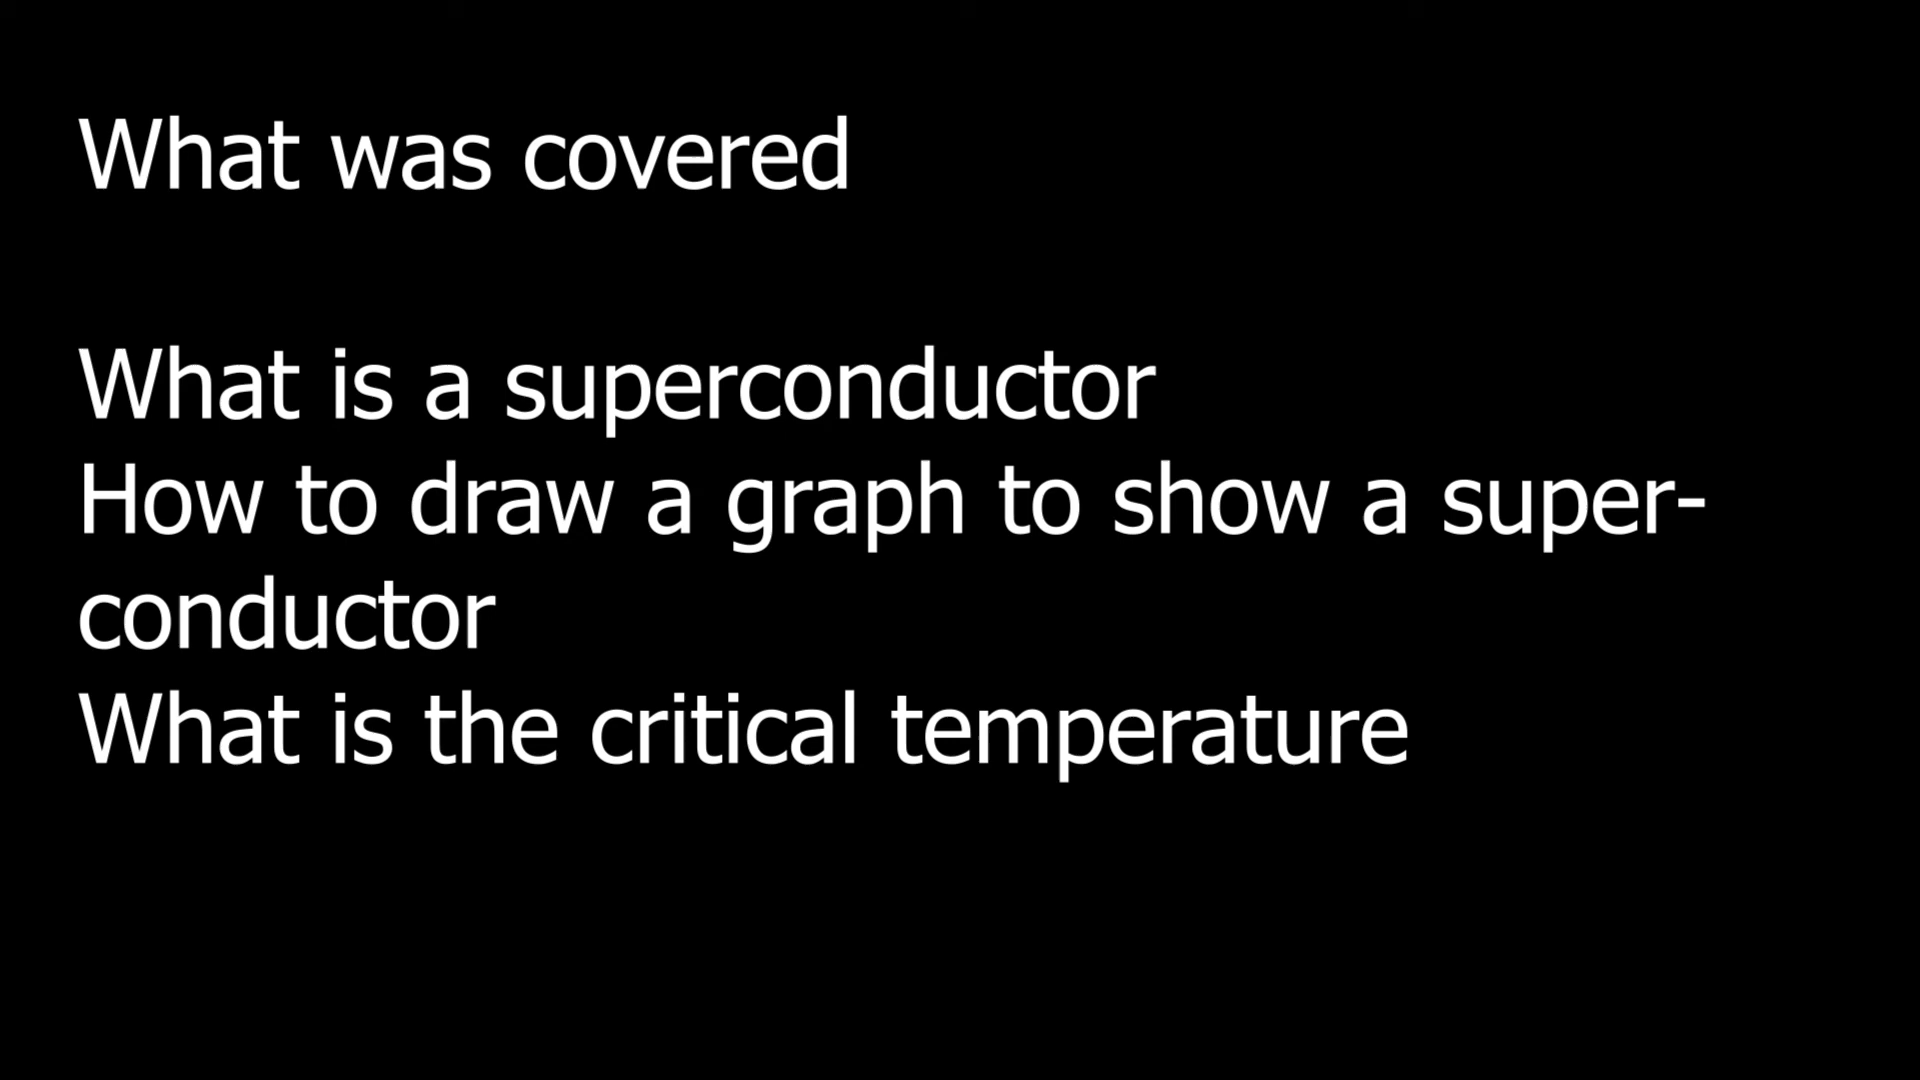 What was covered
What is a superconductor
How to draw a graph to show a super-
conductor
What is the critical temperature